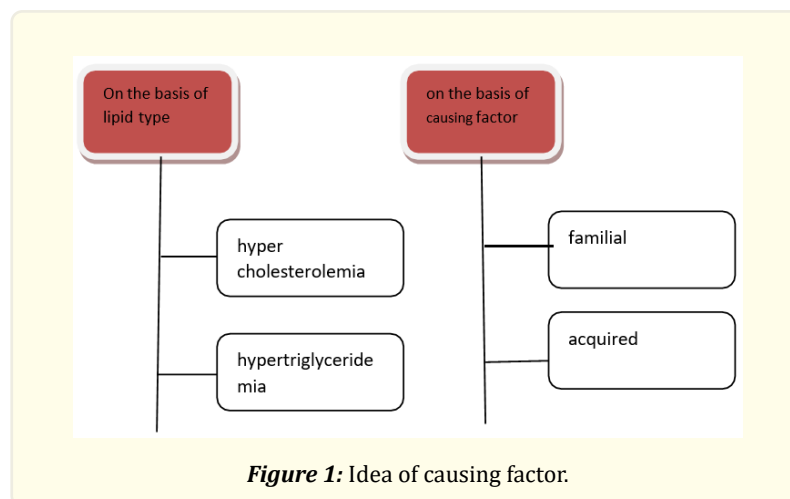 On the basis of
lipid type
hyper
cholesterolemia
hypertriglyceride
mia
on the basis of
causing factor
familial
acquired
Figure 1: Idea of causing factor.